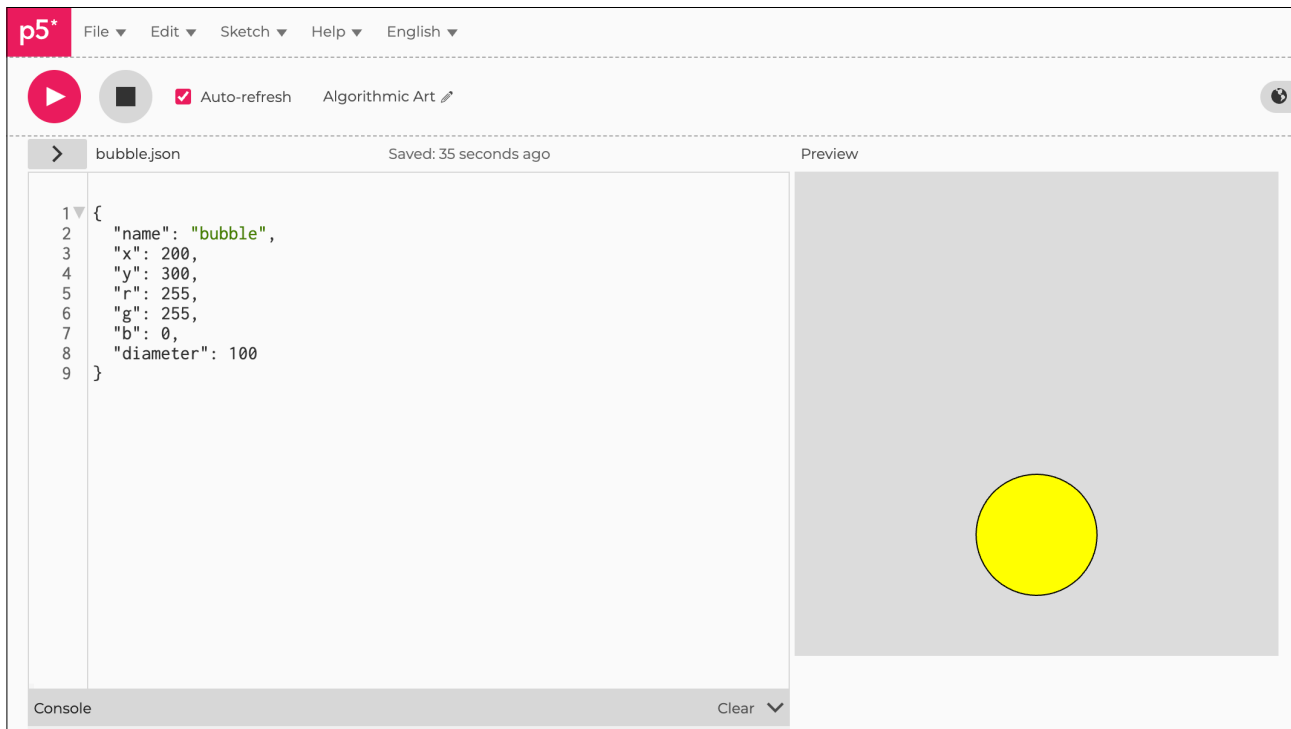 p5* File Edit Sketch Help English
Auto-refresh Algorithmic Art
bubble.json Saved: 35 seconds ago Preview
1 {
2 "name": "bubble",
3 "x": 200,
4 "y": 300,
5 "r": 255,
6 "g": 255,
7 "b": 0,
8 "diameter": 100
9 }
Console Clear